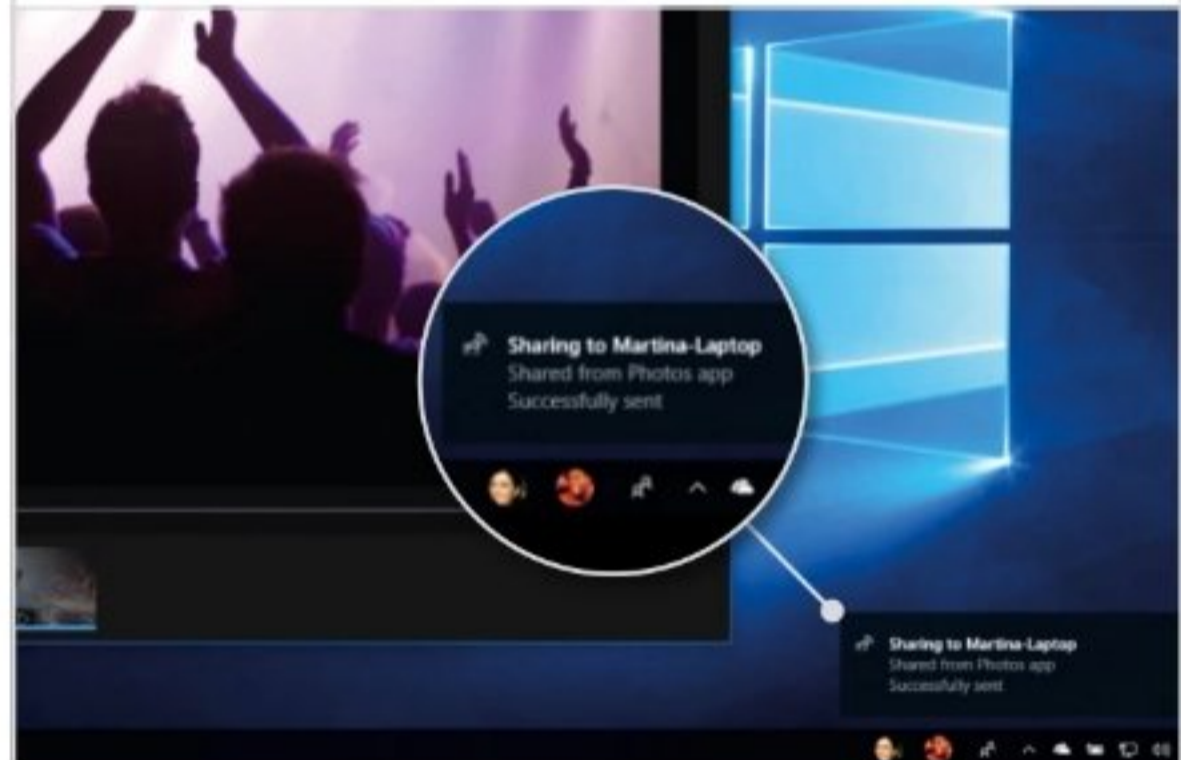 Sharing to Martina-Laptop
Shared from Photos app
Successfully sent
Sharing to Martina-Laptop
Shared from Photos app
Successfully sent